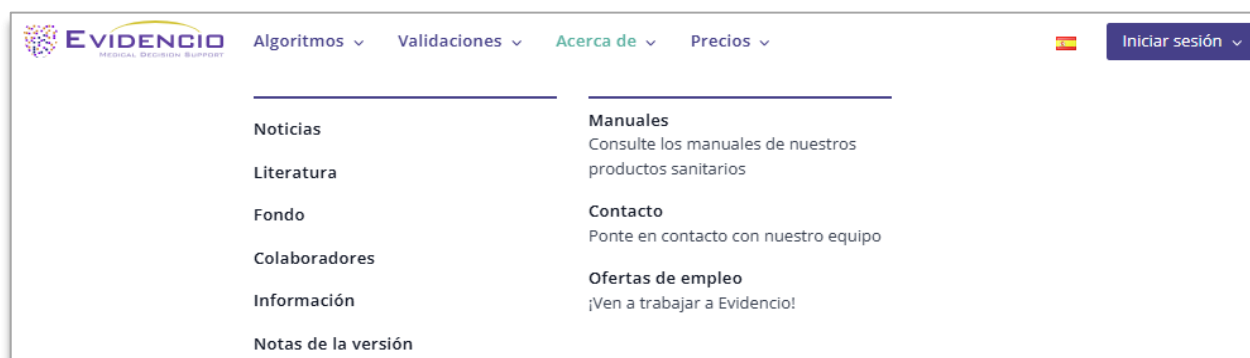 EVIDENCIO
MEDICAL DECISION SUPPORT
Algoritmos
Validaciones
Acerca de
Precios
Iniciar sesión
Noticias
Literatura
Fondo
Colaboradores
Información
Notas de la versión
Manuales
Consulte los manuales de nuestros
productos sanitarios
Contacto
Ponte en contacto con nuestro equipo
Ofertas de empleo
¡Ven a trabajar a Evidencio!